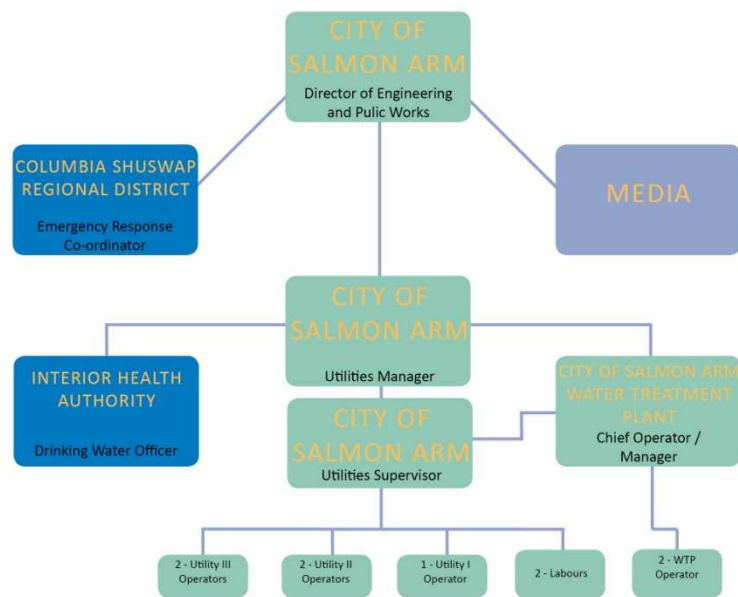 CITY OF
SALMON ARM
Director of Engineering
and Pulic Works
COLUMBIA SHUSWAP
REGIONAL DISTRICT
Emergency Response
Co-ordinator
MEDIA
CITY OF
SALMON ARM
Utilities Manager
INTERIOR HEALTH
AUTHORITY
Drinking Water Officer
CITY OF SALMON ARM
WATER TREATMENT
PLANT
Chief Operator /
Manager
CITY OF
SALMON ARM
Utilities Supervisor
2 - Utility III
Operators
2 - Utility II
Operators
1 - Utility I
Operator
2 - Labours
2 - WTP
Operator